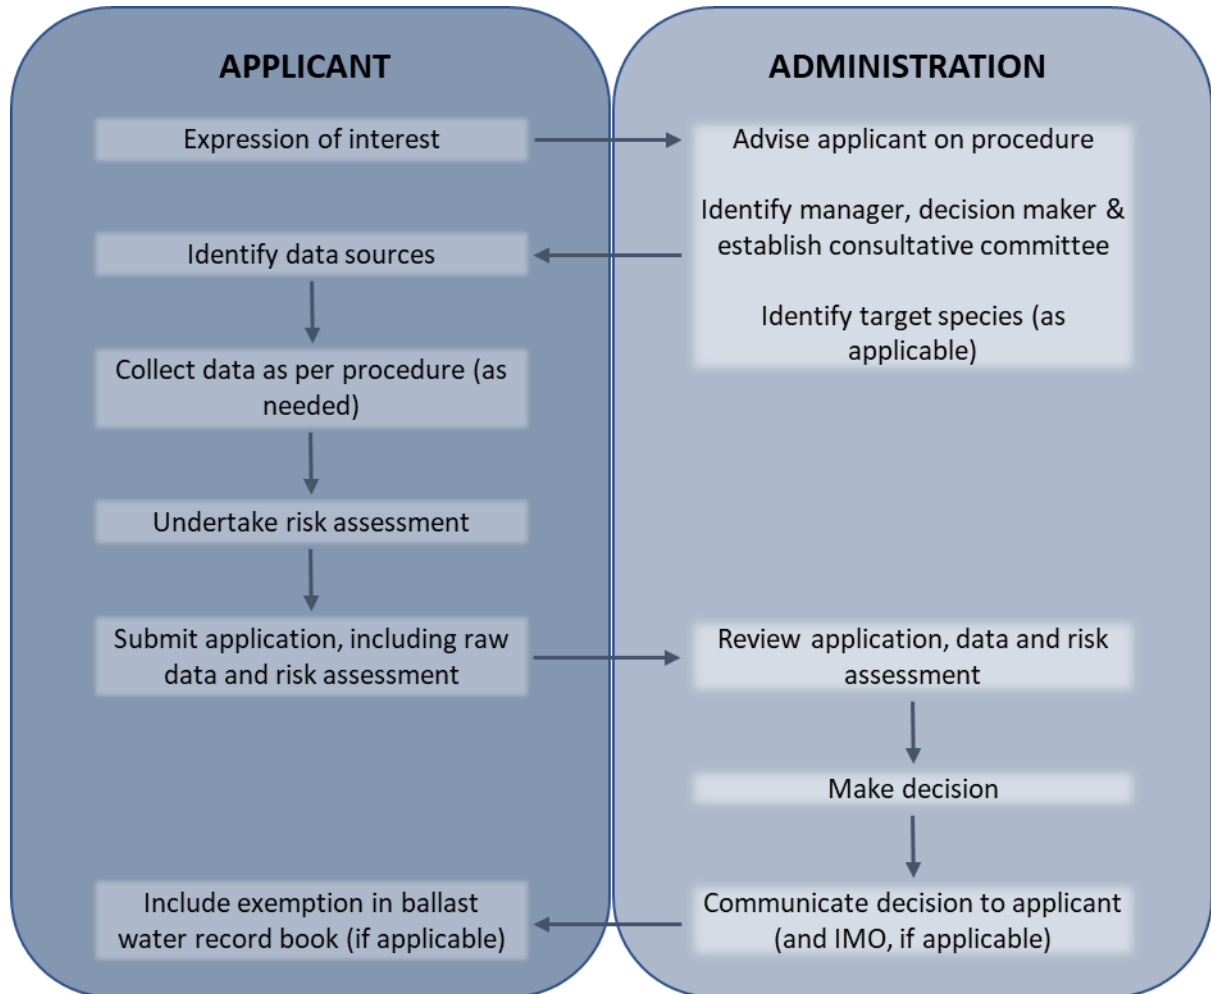 APPLICANT
Expression of interest
Identify data sources
Collect data as per procedure (as
needed)
Undertake risk assessment
Submit application, including raw
data and risk assessment
Include exemption in ballast
water record book (if applicable)
ADMINISTRATION
Advise applicant on procedure
Identify manager, decision maker &
establish consultative committee
Identify target species (as
applicable)
Review application, data and risk
assessment
Make decision
Communicate decision to applicant
(and IMO, if applicable)